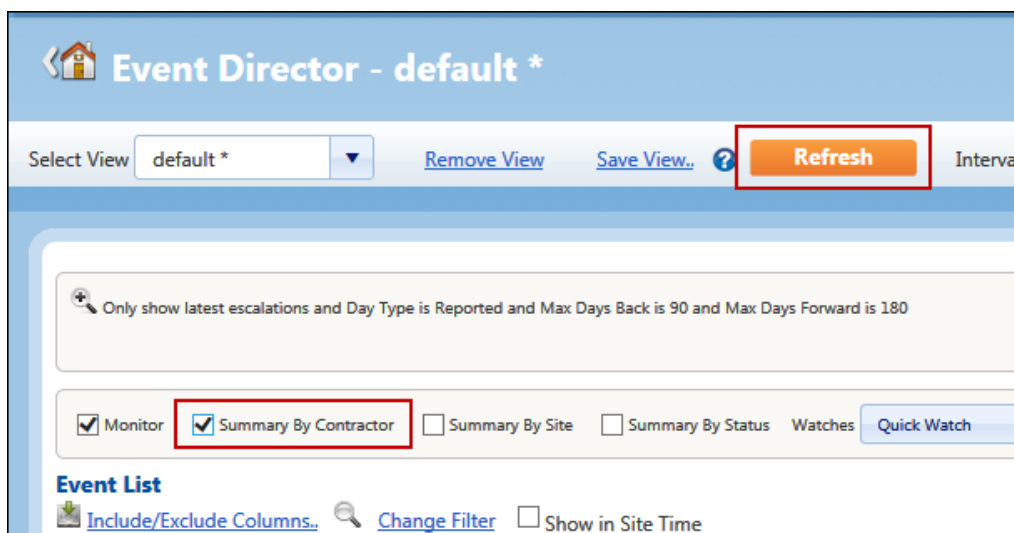 Event Director - default *
Select View default * Remove View Save View.. ? Refresh Interva
Only show latest escalations and Day Type is Reported and Max Days Back is 90 and Max Days Forward is 180
Monitor Summary By Contractor Summary By Site Summary By Status Watches Quick Watch
Event List
Include/Exclude Columns.. Change Filter Show in Site Time